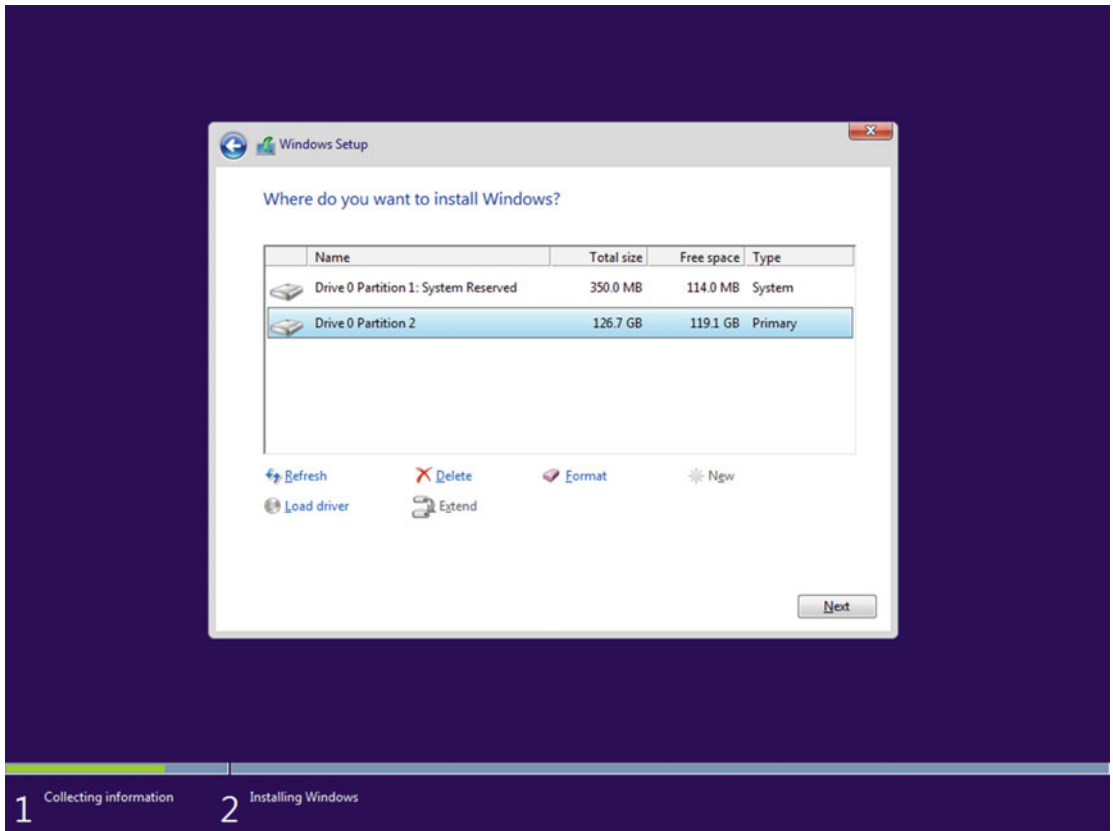 Windows Setup
Where do you want to install Windows?
Name Total size Free space Type
Drive 0 Partition 1: System Reserved 350.0 MB 114.0 MB System
Drive 0 Partition 2 126.7 GB 119.1 GB Primary
Refresh Delete Format New
Load driver Extend
Next
1 Collecting information 2 Installing Windows